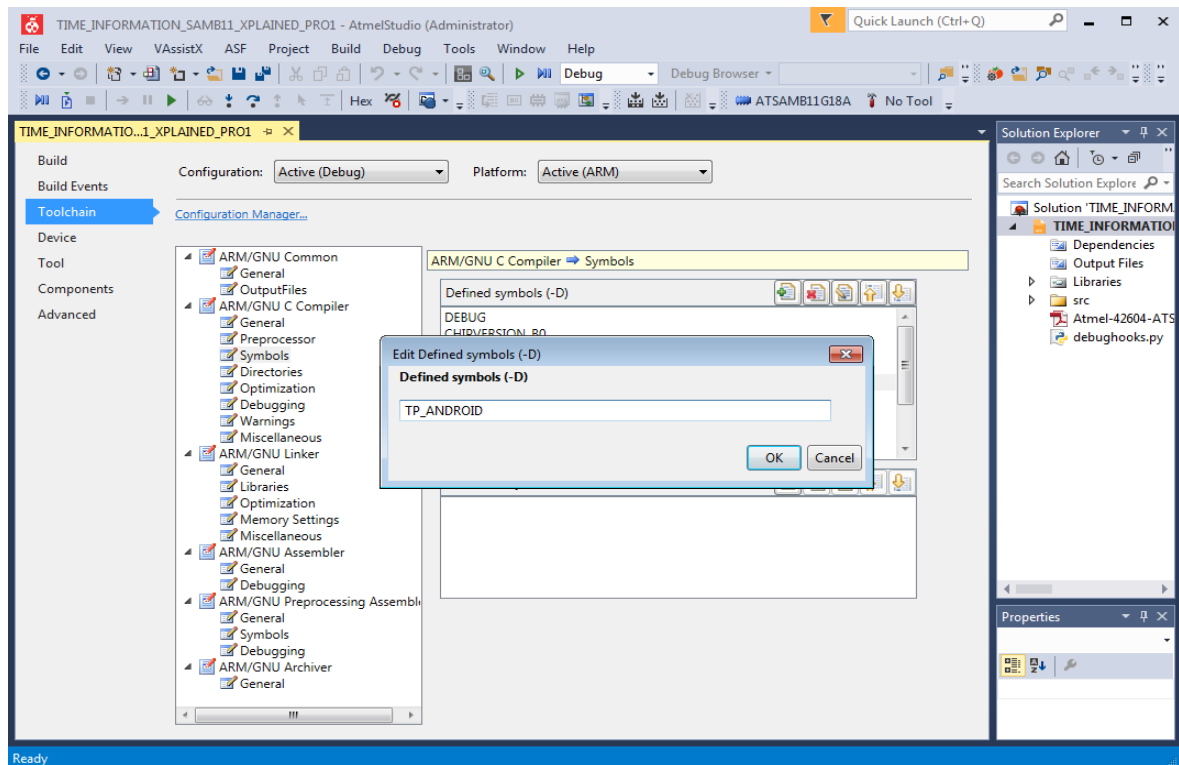 TIME_INFORMATION_SAMB11_XPLAINED_PRO1 - AtmelStudio (Administrator)
Quick Launch (Ctrl+Q)
File Edit View VAssistX ASF Project Build Debug Tools Window Help
Debug Debug Browser
Hex ATSAMB11G18A No Tool
TIME_INFORMATIO...1_XPLAINED_PRO1
Build
Build Events
Toolchain
Device
Tool
Components
Advanced
Configuration: Active (Debug) Platform: Active (ARM)
Configuration Manager...
ARM/GNU Common
General
OutputFiles
ARM/GNU C Compiler
General
Preprocessor
Symbols
Directories
Optimization
Debugging
Warnings
Miscellaneous
ARM/GNU Linker
General
Libraries
Optimization
Memory Settings
Miscellaneous
ARM/GNU Assembler
General
Debugging
ARM/GNU Preprocessing Assemble
General
Symbols
Debugging
ARM/GNU Archiver
General
ARM/GNU C Compiler Symbols
Defined symbols (-D)
DEBUG
CHIPVERSION_B0
Edit Defined symbols (-D)
Defined symbols (-D)
TP_ANDROID
OK Cancel
Solution Explorer
Search Solution Explore
Solution 'TIME_INFORM
TIME_INFORMATIO
Dependencies
Output Files
Libraries
src
Atmel-42604-ATS
debughooks.py
Properties
Ready